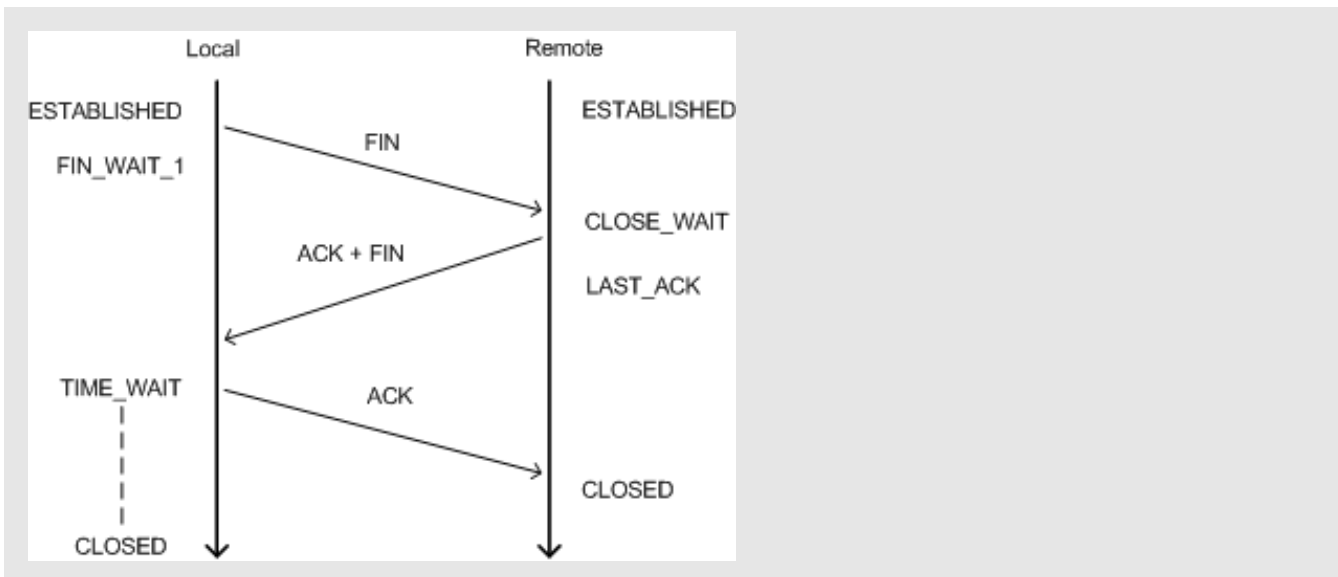 Local Remote
ESTABLISHED ESTABLISHED
FIN
FIN_WAIT_1
CLOSE_WAIT
ACK + FIN
LAST_ACK
TIME_WAIT ACK
CLOSED
CLOSED